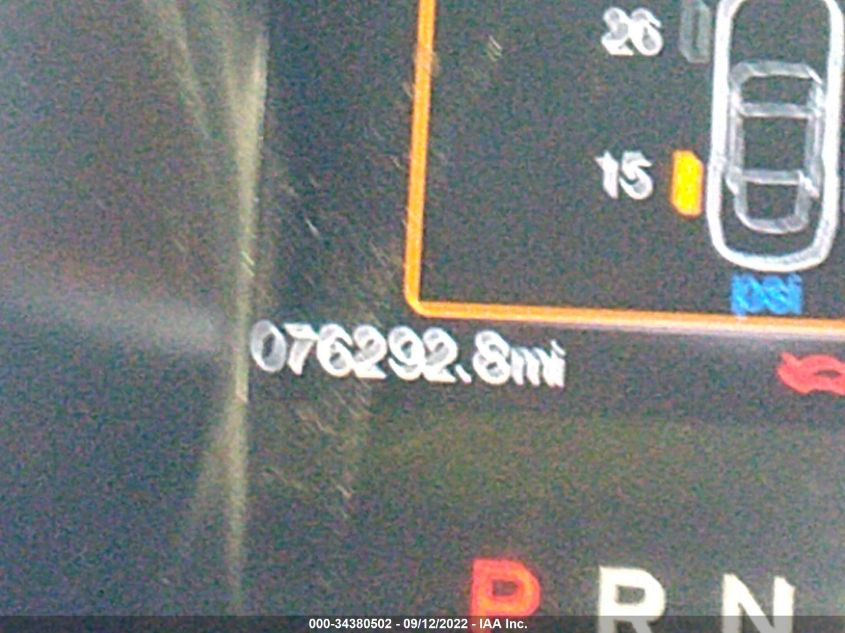 26
15
psi
076292.8mi
P R N
000-34380502 - 09/12/2022 - IAA Inc.